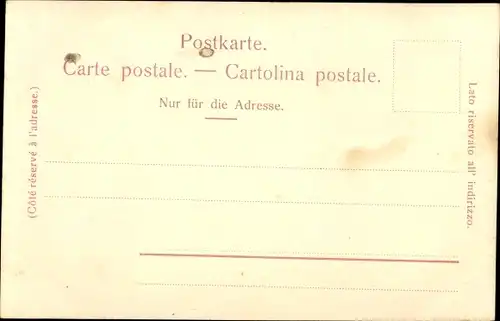 Postkarte.
Carte postale. — Cartolina postale.
Nur für die Adresse.
(Côté réservé à l'adresse.)
Lato riservato all' indirizzo.